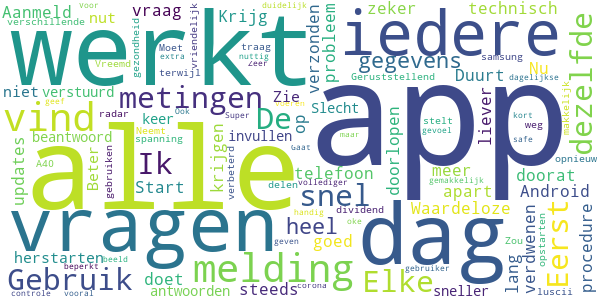 Aanmeld
voor
nut
vraag
Krijg
zeker
technisch
duidelijk
verschillende
vriendelijk
verzonden
probleem
gegevens
werkt
iedere
gezondheid
Moet
extra
terwijl
traag
nuttig
Zeer
Vreemd
samsung
Geruststellend
dagelijkse
niet
verstuurd
metingen
Zie
Duurt
Nu
dezelfde
vind
De
op
Slecht
makkelijk
geef
radar
Ook
Super
app
alle
beantwoord
keer
invullen
liever
stelt
gevoel
kort
weg
maar
safe
updates
A40
Beter
gebruiken
Neemt
spanning
verbeterd
Gaat
krijgen
doorlopen
meer
doorat
opnieuw
Ik
Start
telefoon
apart
Android
gemakkelijk
delen
vollediger
snel
Waardeloze
vragen
handig
dividend
oke
heel
goed
dag
Eerst
procedure
verdwenen
lang
Zou
opstarten
herstarten
melding
Elke
sneller
geven
gebruiker
Gebruik
doet
beeld
beperkt
controle
vooral
antwoorden
steeds
corona
luscii